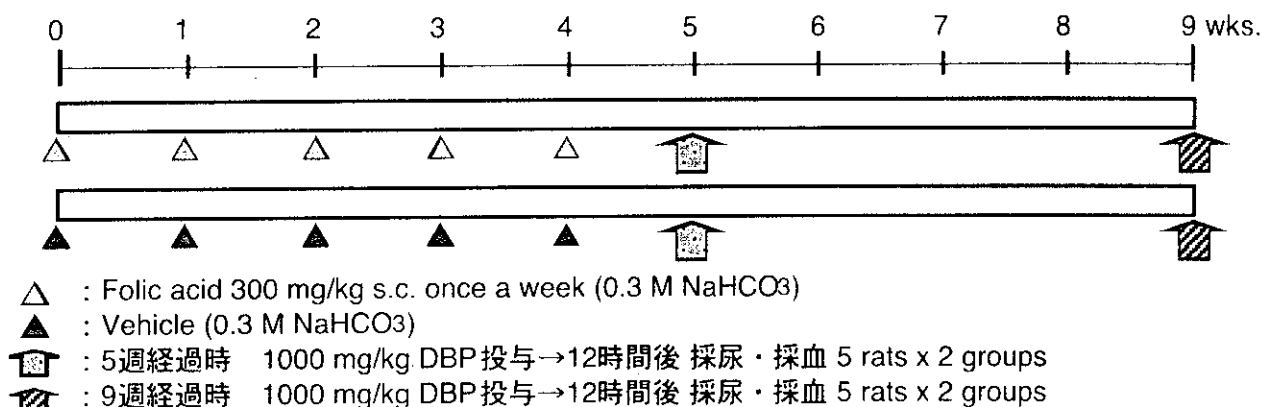 0 1 2 3 4 5 6 7 8 9 wks.
: Folic acid 300 mg/kg s.c. once a week (0.3 M NaHCO3)
: Vehicle (0.3 M NaHCO3)
: 5週経過時 1000 mg/kg DBP投与→12時間後 採尿・採血 5 rats x 2 groups
: 9週経過時 1000 mg/kg DBP投与→12時間後 採尿・採血 5 rats x 2 groups